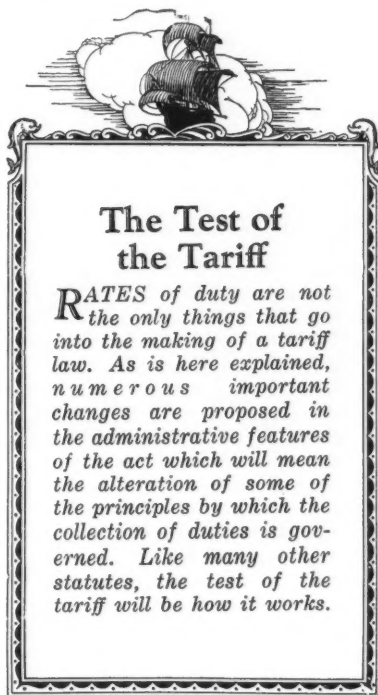 The Test of
the Tariff
RATES of duty are not
the only things that go
into the making of a tariff
law. As is here explained,
numerous important
changes are proposed in
the administrative features
of the act which will mean
the alteration of some of
the principles by which the
collection of duties is gov-
erned. Like many other
statutes, the test of the
tariff will be how it works.